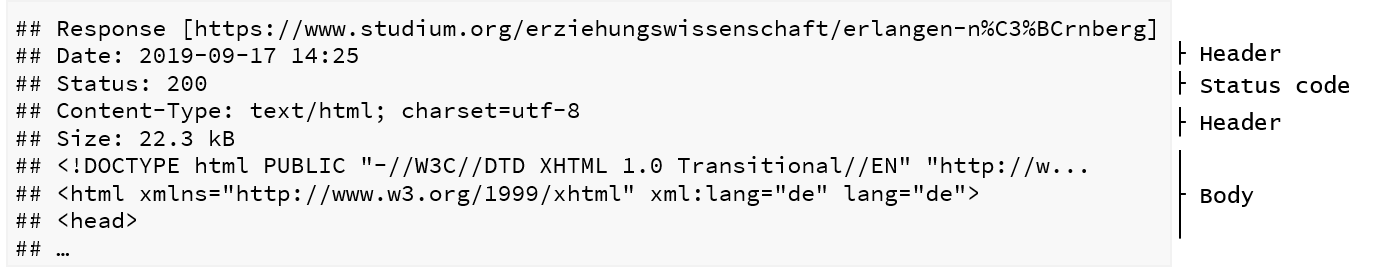 ## Response [https://www.studium.org/erziehungswissenschaft/erlangen-n%C3%BCrnberg]
## Date: 2019-09-17 14:25
├ Header
## Status: 200
├ Status code
## Content-Type: text/html; charset=utf-8
├ Header
## Size: 22.3 kB
## <!DOCTYPE html PUBLIC "-//W3C//DTD XHTML 1.0 Transitional//EN" "http://w...
## <html xmlns="http://www.w3.org/1999/xhtml" xml:lang="de" lang="de">
Body
## <head>
## …